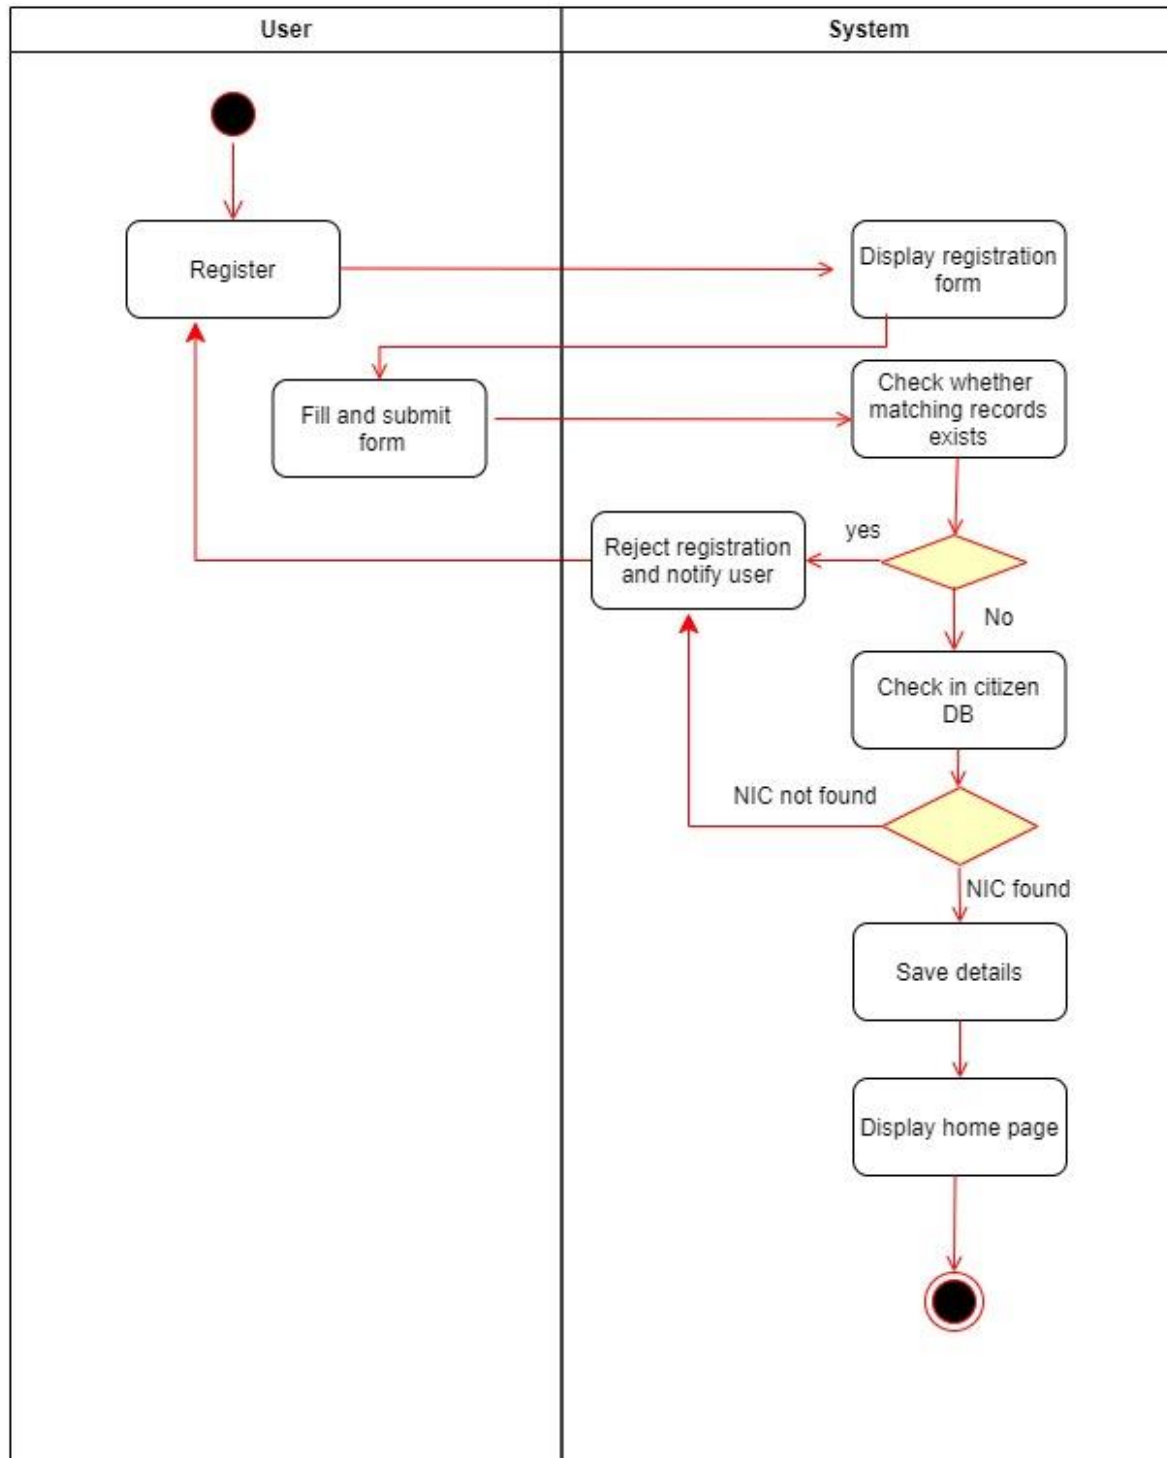 User
System
Register
Display registration
form
Fill and submit
form
Check whether
matching records
exists
yes
Reject registration
and notify user
No
Check in citizen
DB
NIC not found
NIC found
Save details
Display home page